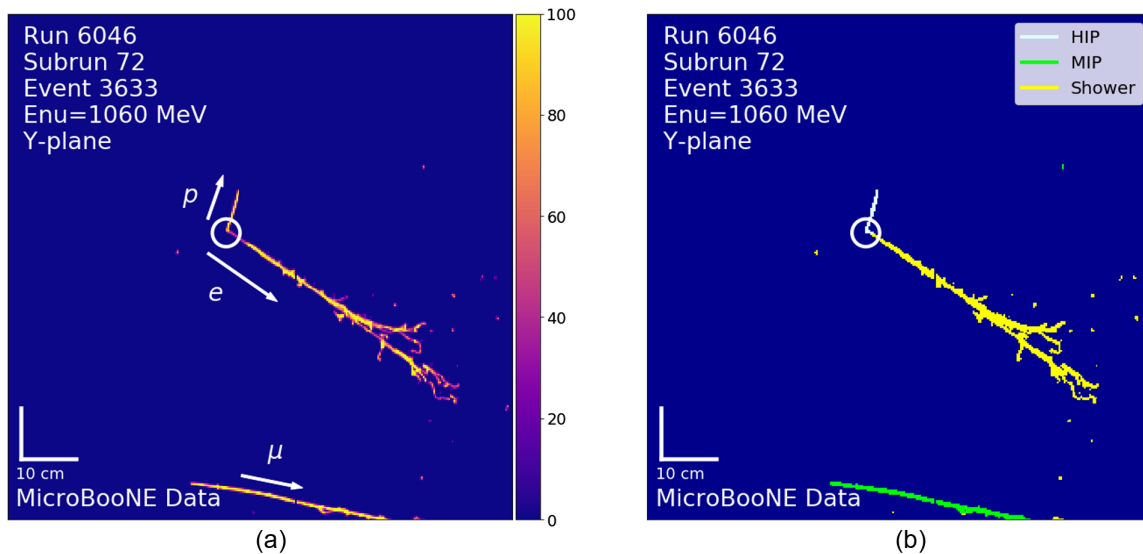 Run 6046
Subrun 72
Event 3633
Enu=1060 MeV
Y-plane
p
e
μ
10 cm
MicroBooNE Data
100
80
60
40
20
0
(a)
Run 6046
Subrun 72
Event 3633
Enu=1060 MeV
Y-plane
HIP
MIP
Shower
10 cm
MicroBooNE Data
(b)